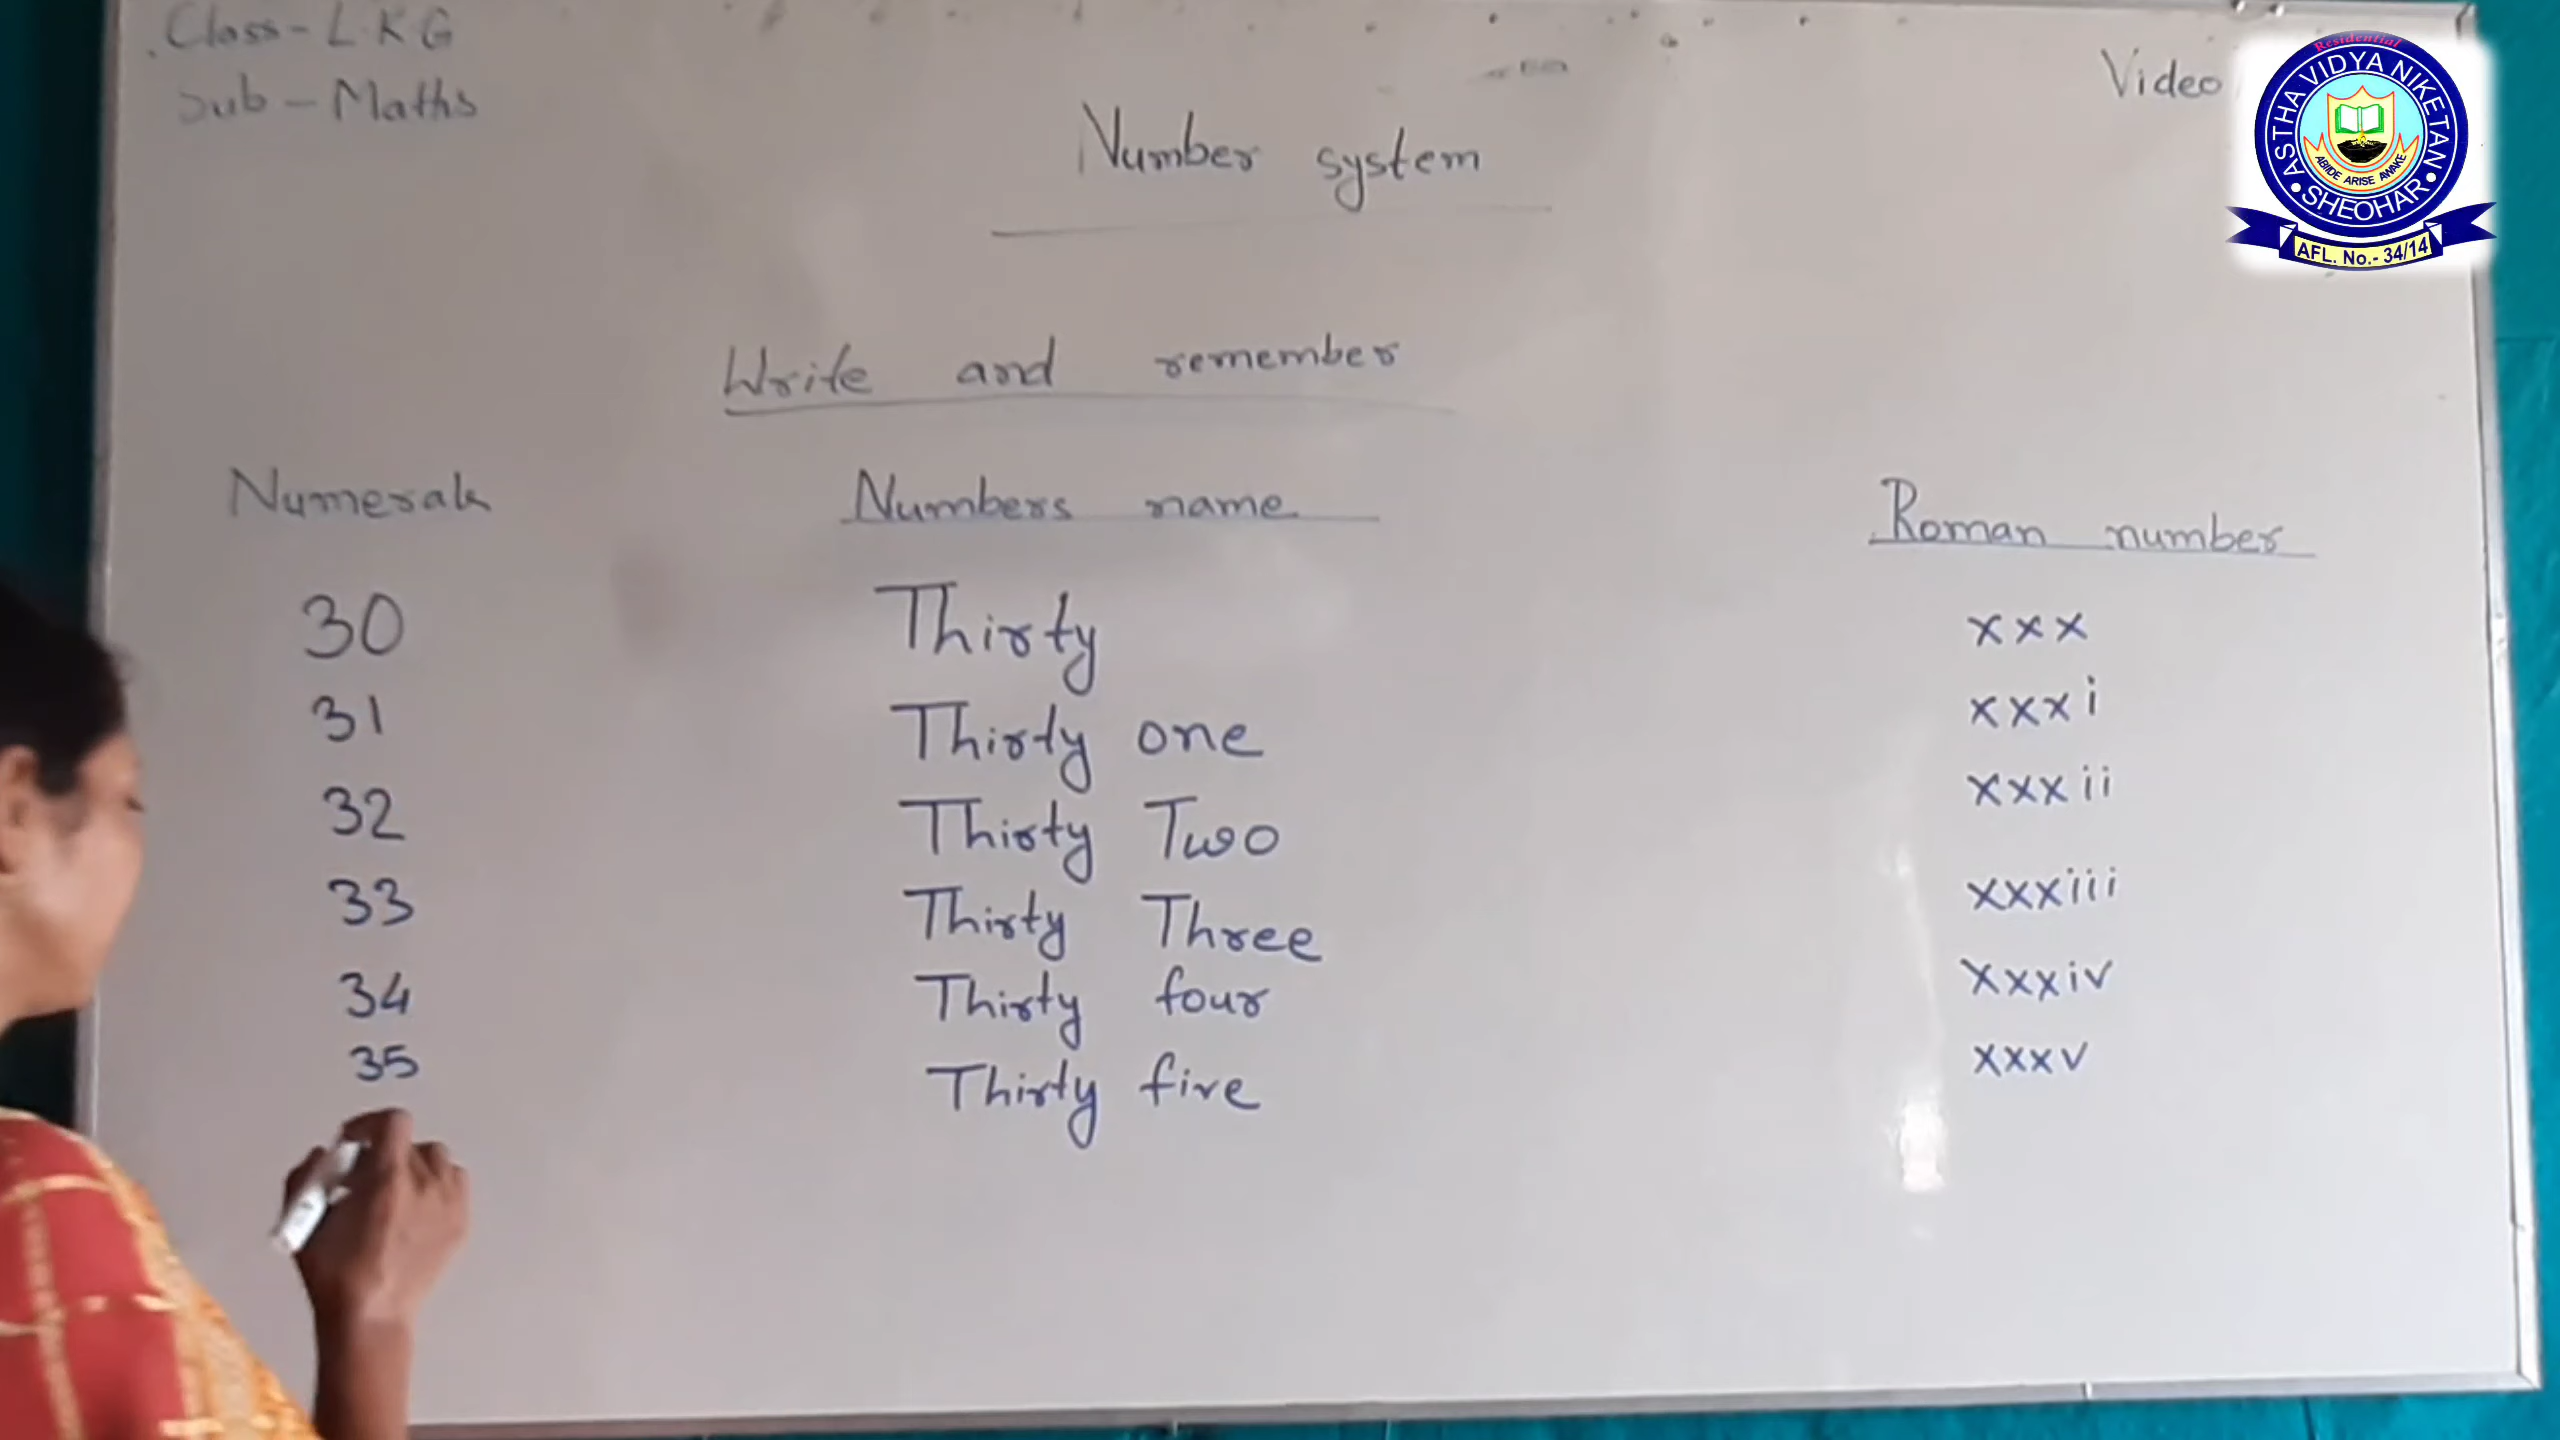 Class - L.K.G
Sub - Maths
Video
Residential
ASTHA VIDYA NIKETAN
SHEOHAR
ABIDE ARISE AWAKE
AFL. No.- 34/14
Number system
Write and remember
Numerals Numbers name Roman number
30 Thirty xxx
31 Thirty one xxxi
32 Thirty Two xxxii
33 Thirty Three xxxiii
34 Thirty four xxxiv
35 Thirty five xxxv